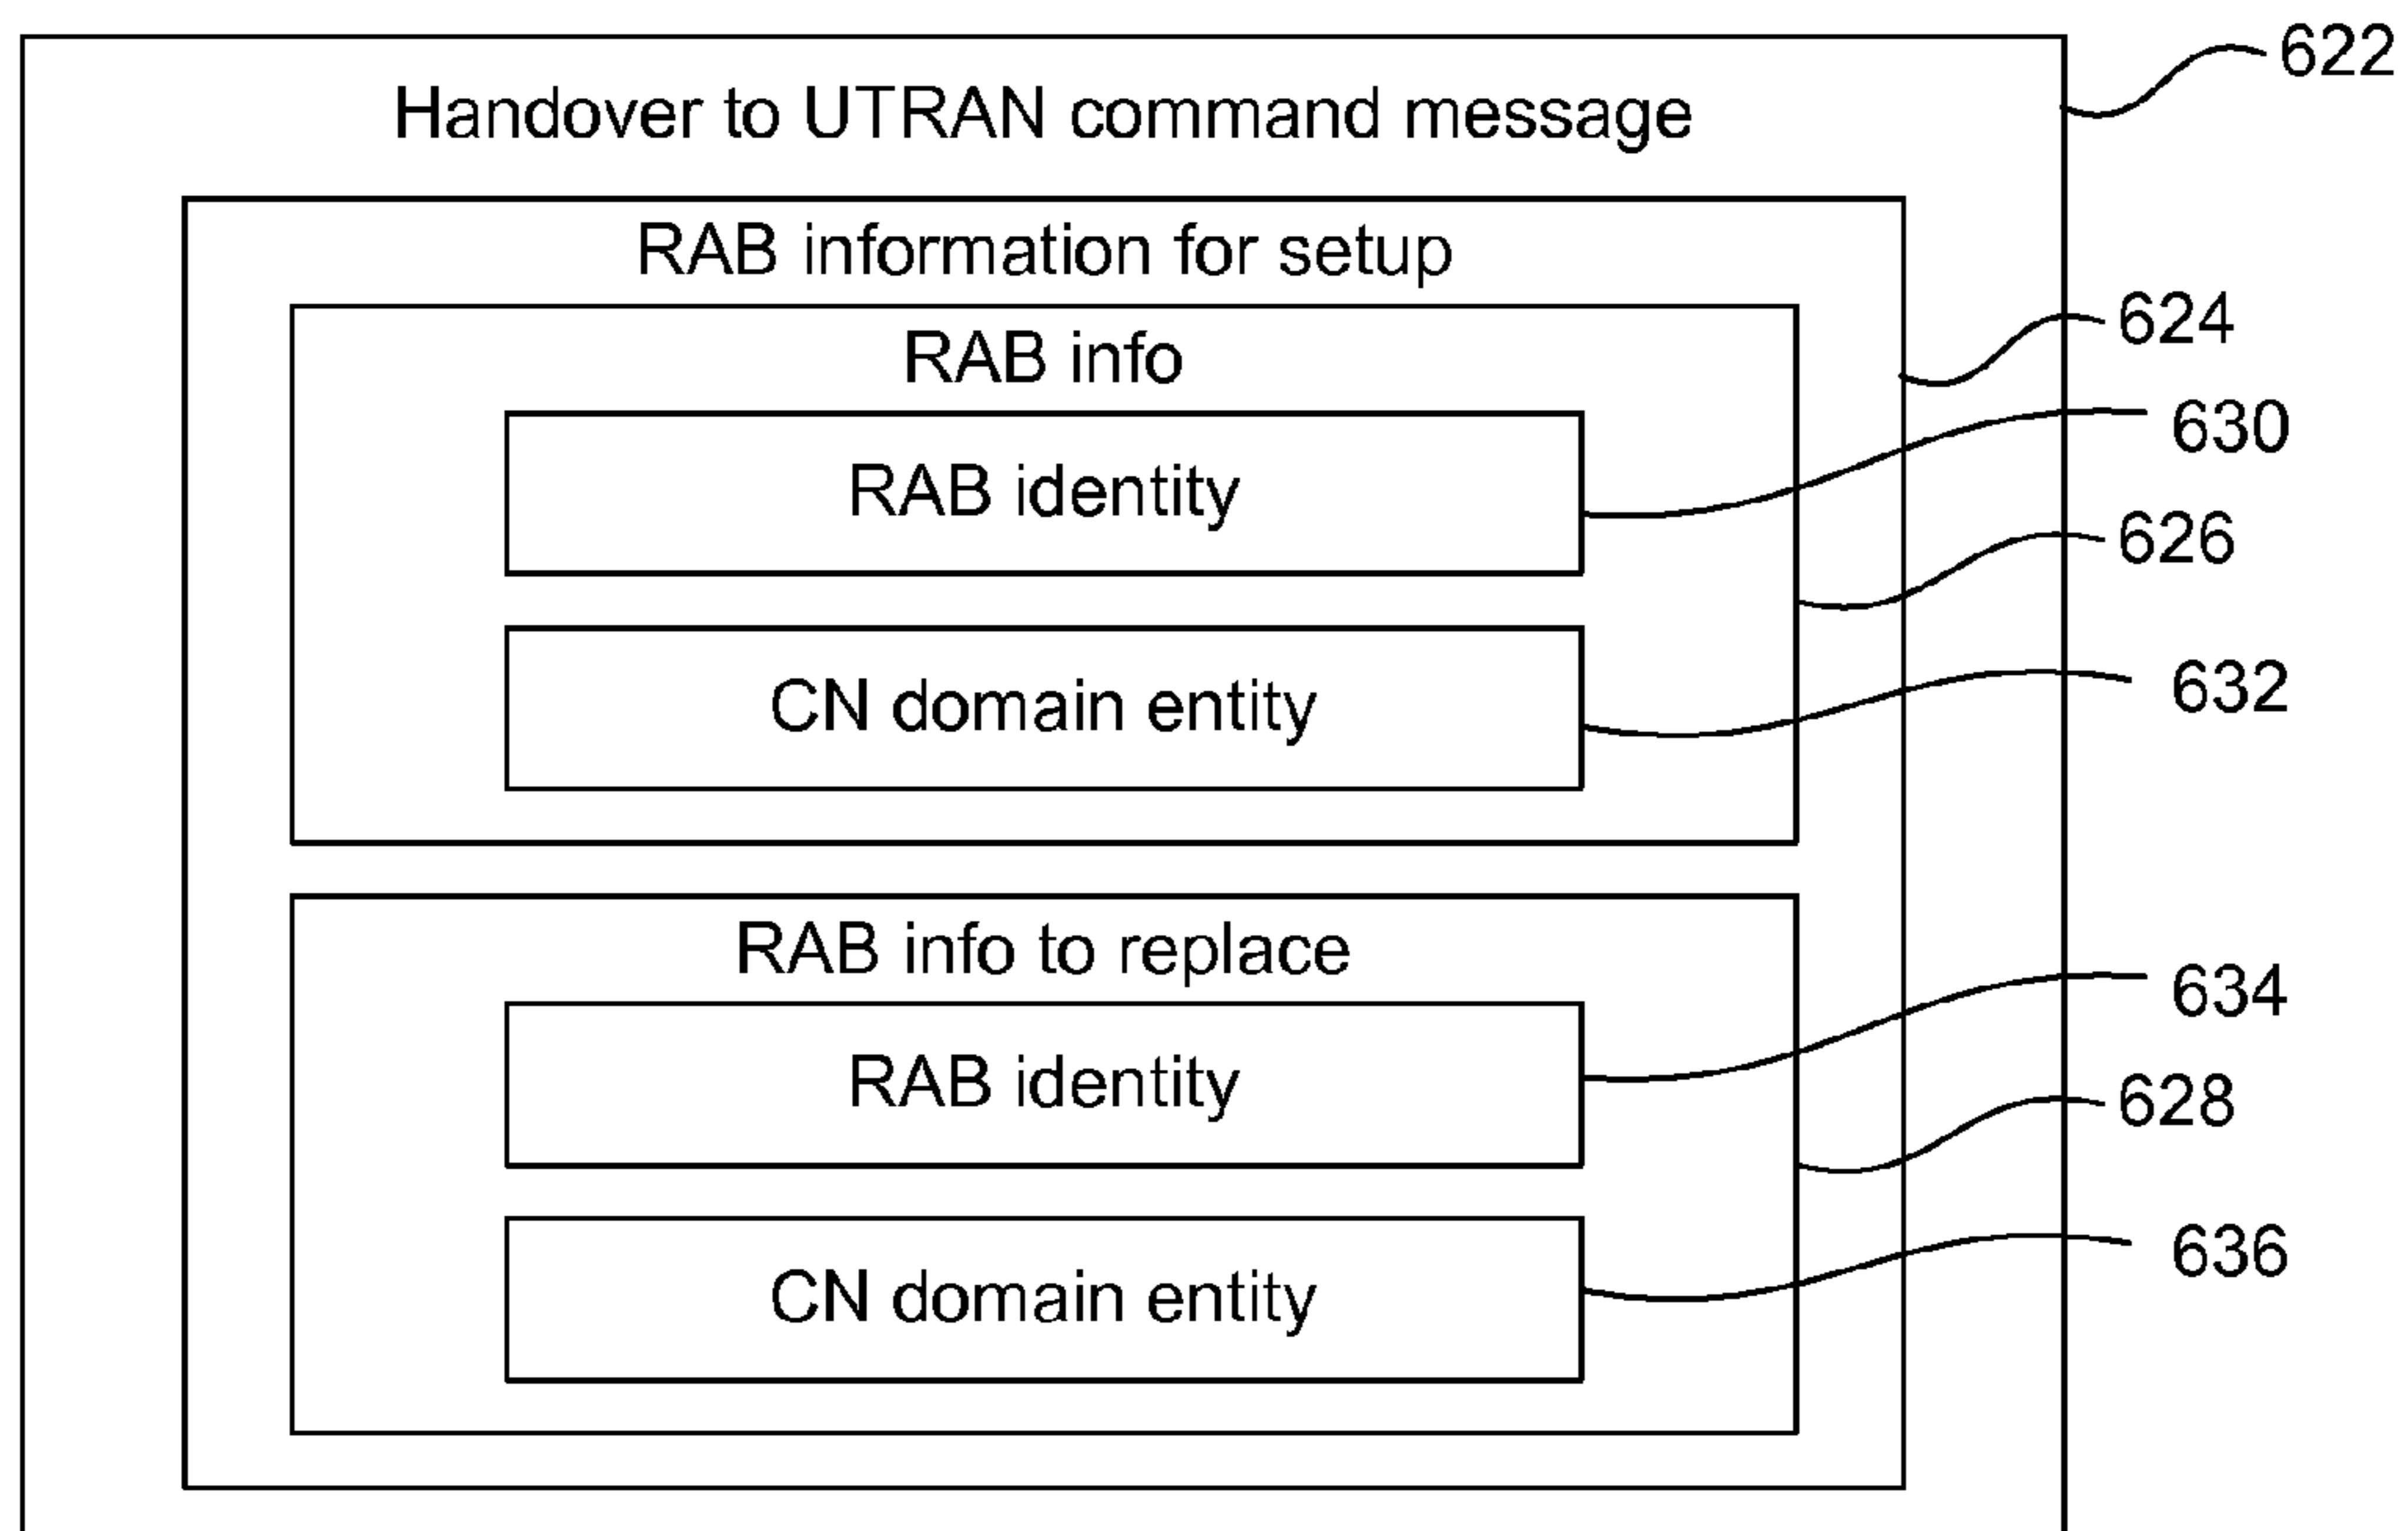 Handover to UTRAN command message
622
RAB information for setup
624
RAB info
630
RAB identity
626
CN domain entity
632
RAB info to replace
634
RAB identity
628
CN domain entity
636